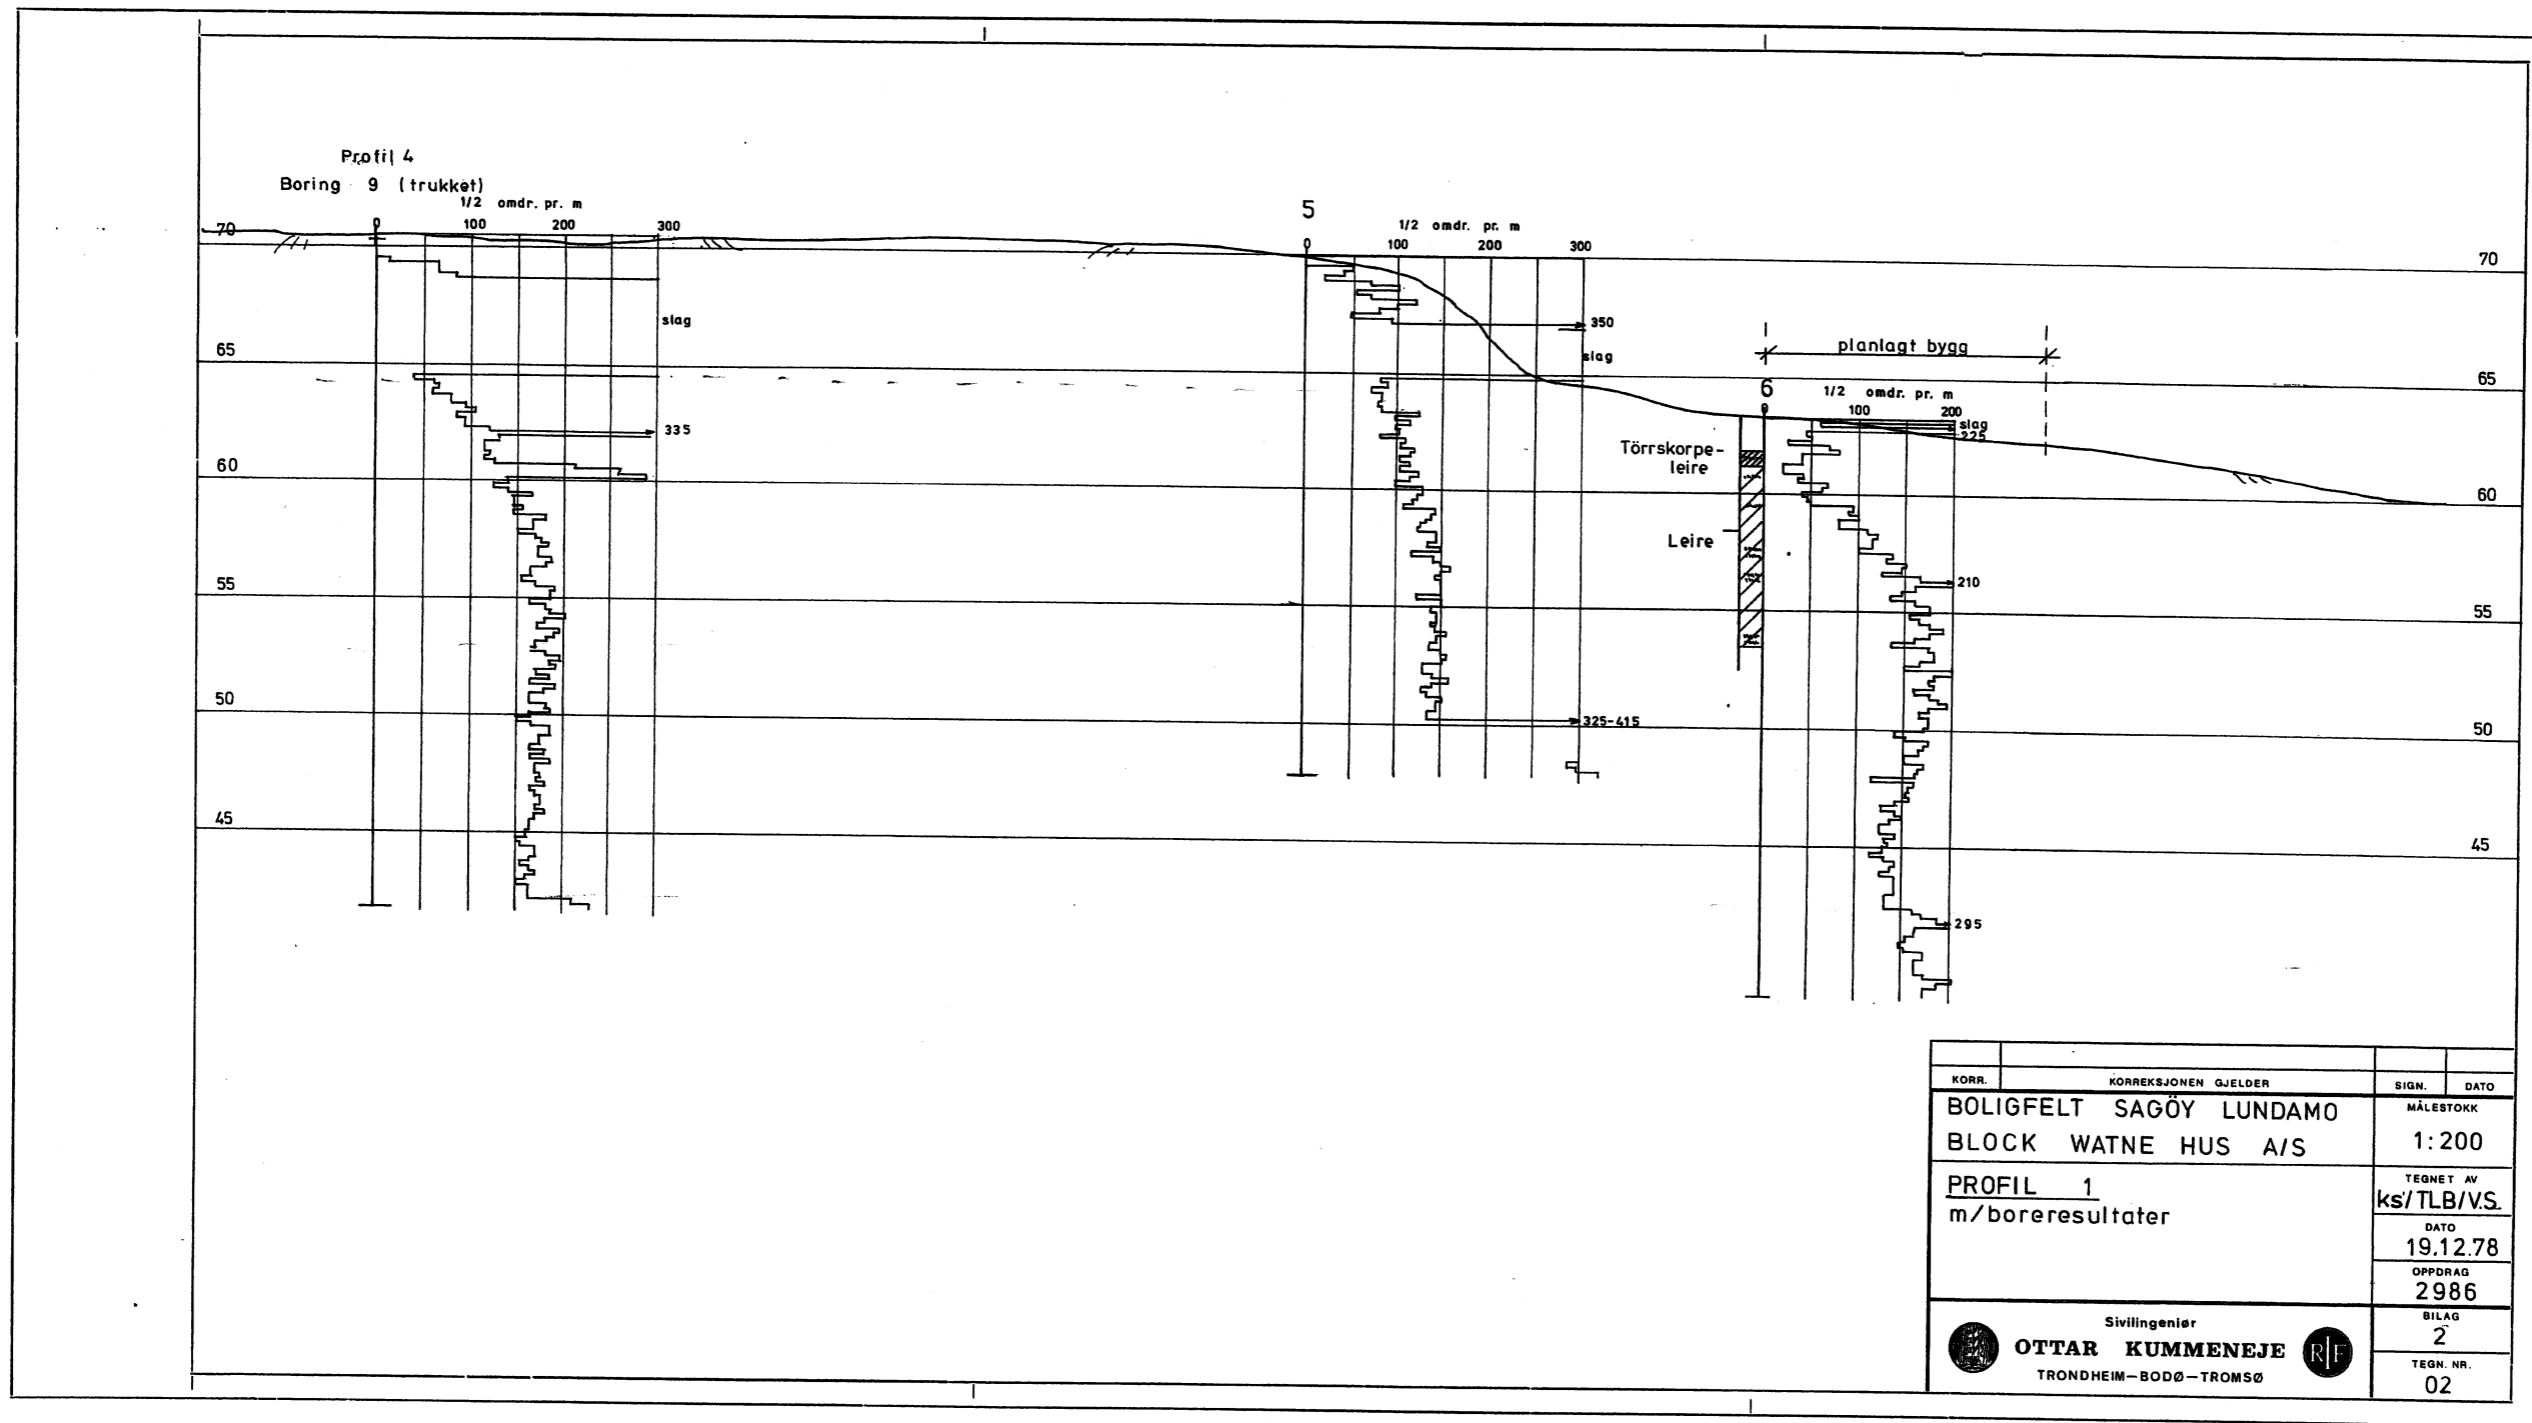 Profil 4
Boring 9 (trukket)
1/2 omdr. pr. m
0 100 200 300
5
1/2 omdr. pr. m
0 100 200 300
70
70
slag
350
65
slag
planlagt bygg
65
6
1/2 omdr. pr. m
0 100 200
slag
225
335
Törrskorpe-
leire
60
60
Leire
55
210
55
50
325-415
50
45
45
295
KORR. KORREKSJONEN GJELDER SIGN. DATO
BOLIGFELT SAGÖY LUNDAMO
BLOCK WATNE HUS A/S
MÅLESTOKK
1:200
PROFIL 1
m/boreresultater
TEGNET AV
ks/TLB/V.S.
DATO
19.12.78
OPPDRAG
2986
Sivilingeniør
OTTAR KUMMENEJE
TRONDHEIM—BODØ—TROMSØ
R|F
BILAG
2
TEGN. NR.
02